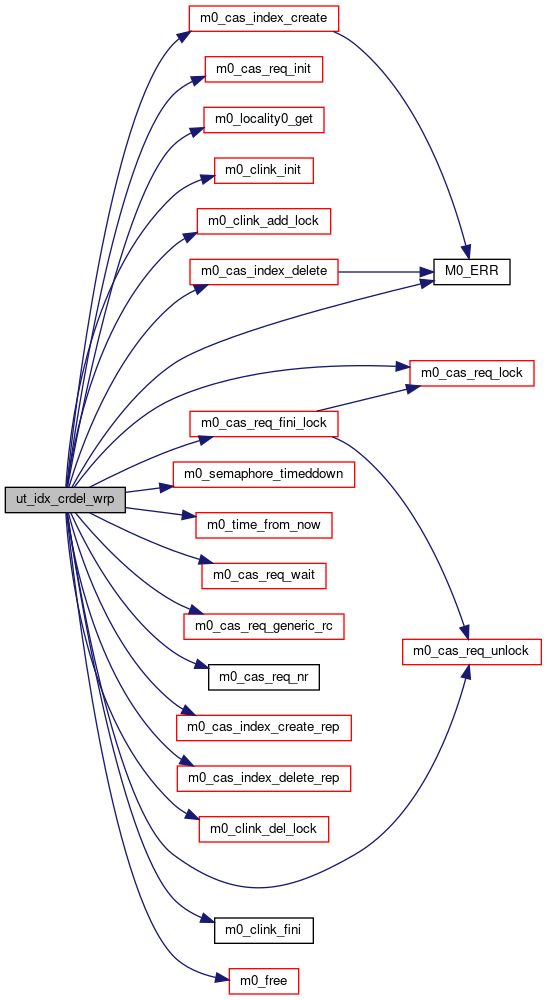 m0_cas_index_create
m0_cas_req_init
m0_locality0_get
m0_clink_init
m0_clink_add_lock
m0_cas_index_delete
M0_ERR
m0_cas_req_lock
m0_cas_req_fini_lock
m0_semaphore_timeddown
ut_idx_crdel_wrp
m0_time_from_now
m0_cas_req_wait
m0_cas_req_generic_rc
m0_cas_req_unlock
m0_cas_req_nr
m0_cas_index_create_rep
m0_cas_index_delete_rep
m0_clink_del_lock
m0_clink_fini
m0_free